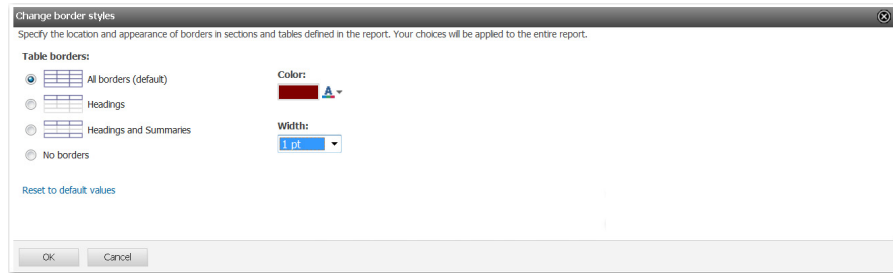 Change border styles
Specify the location and appearance of borders in sections and tables defined in the report. Your choices will be applied to the entire report.
Table borders:
All borders (default)
Headings
Headings and Summaries
No borders
Color:
A
Width:
1 pt
Reset to default values
OK
Cancel